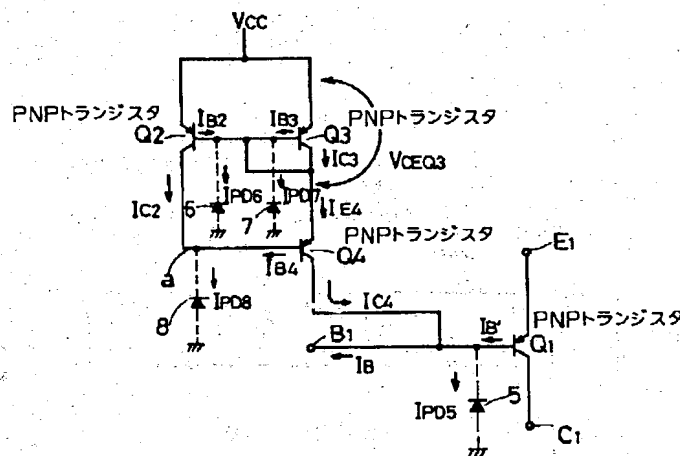 VCC
PNPトランジスタ
IB2
IB3
PNPトランジスタ
Q2
Q3
IC3
VCEQ3
IC2
6
IPD6
IPD7
7
IE4
PNPトランジスタ
E1
a
IB4
Q4
8
IPD8
IC4
IB'
PNPトランジスタ
B1
Q1
IB
IPD5
5
C1